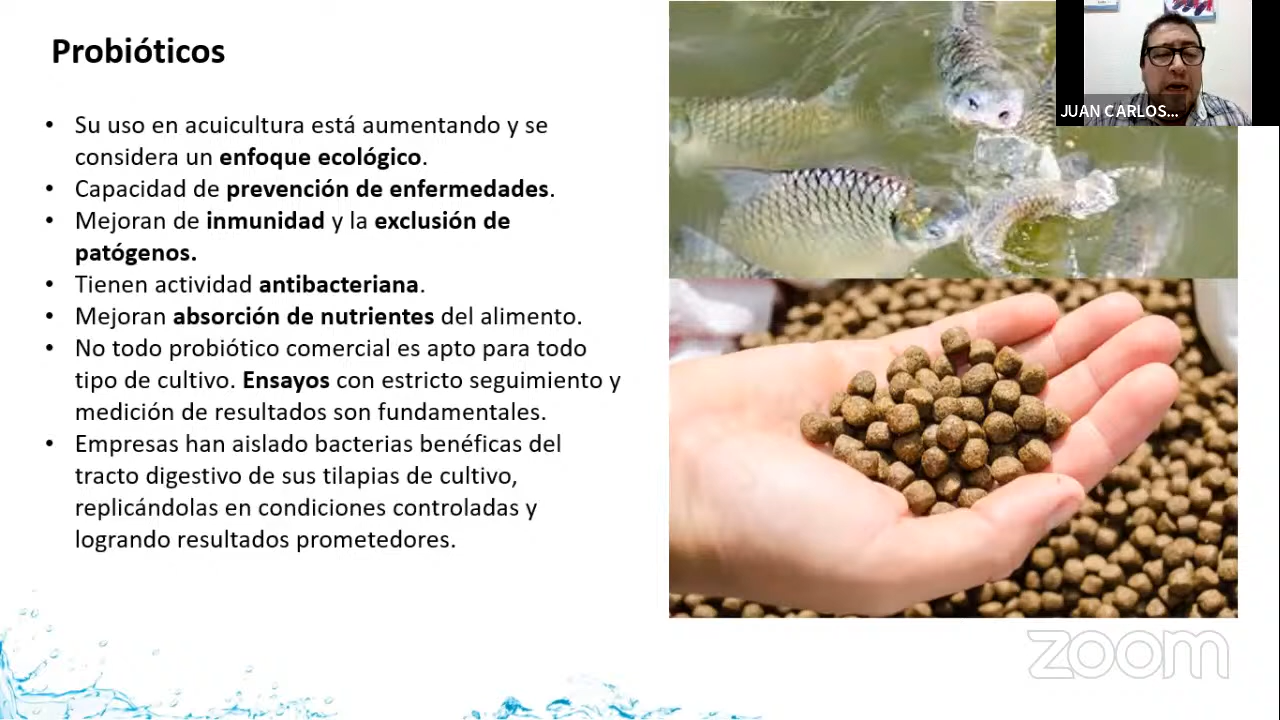 Probióticos
• Su uso en acuicultura está aumentando y se
considera un enfoque ecológico.
• Capacidad de prevención de enfermedades.
• Mejoran de inmunidad y la exclusión de
patógenos.
• Tienen actividad antibacteriana.
• Mejoran absorción de nutrientes del alimento.
• No todo probiótico comercial es apto para todo
tipo de cultivo. Ensayos con estricto seguimiento y
medición de resultados son fundamentales.
• Empresas han aislado bacterias benéficas del
tracto digestivo de sus tilapias de cultivo,
replicándolas en condiciones controladas y
logrando resultados prometedores.
JUAN CARLOS...
zoom